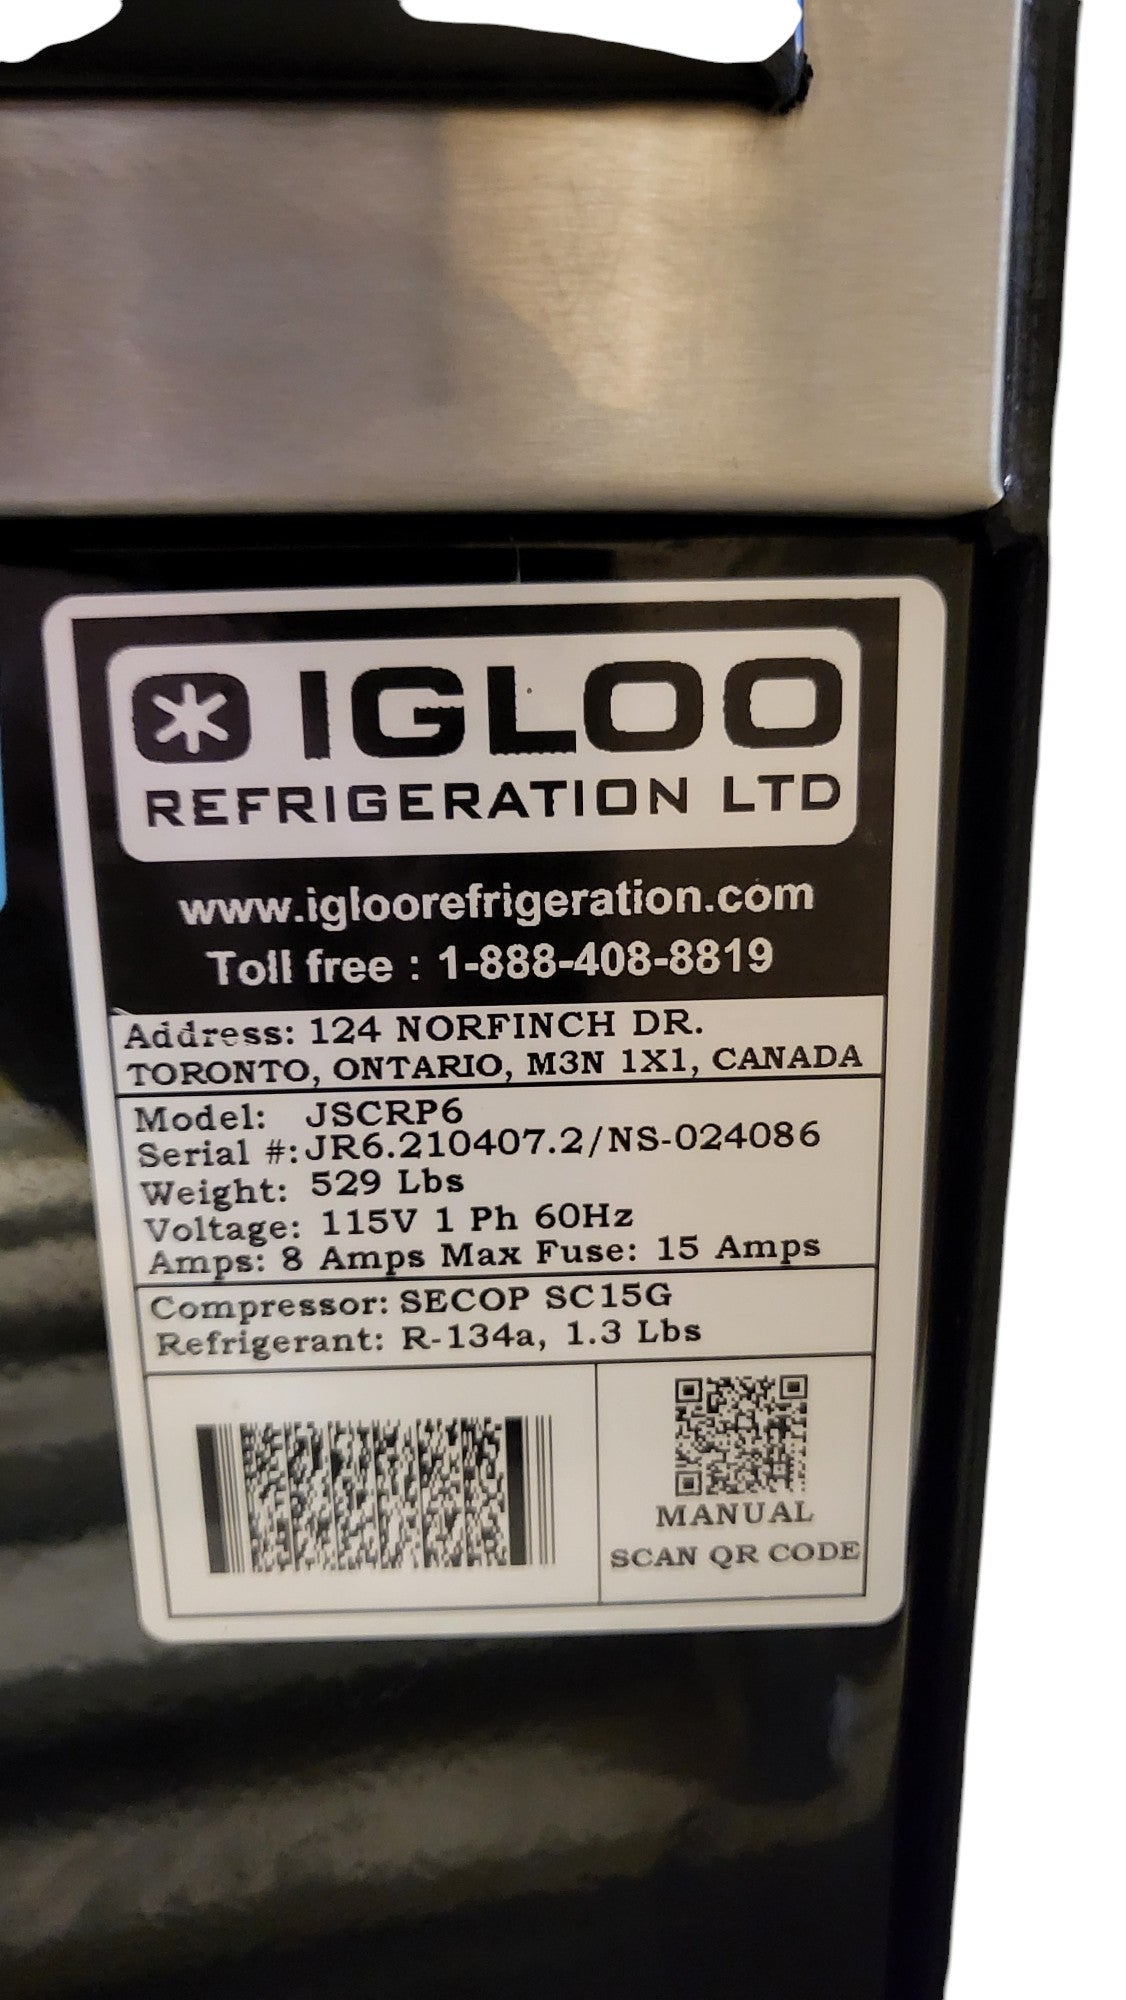 IGLOO
REFRIGERATION LTD
www.igloorefrigeration.com
Toll free : 1-888-408-8819
Address: 124 NORFINCH DR.
TORONTO, ONTARIO, M3N 1X1, CANADA
Model: JSCRP6
Serial #: JR6.210407.2/NS-024086
Weight: 529 Lbs
Voltage: 115V 1 Ph 60Hz
Amps: 8 Amps Max Fuse: 15 Amps
Compressor: SECOP SC15G
Refrigerant: R-134a, 1.3 Lbs
MANUAL
SCAN QR CODE